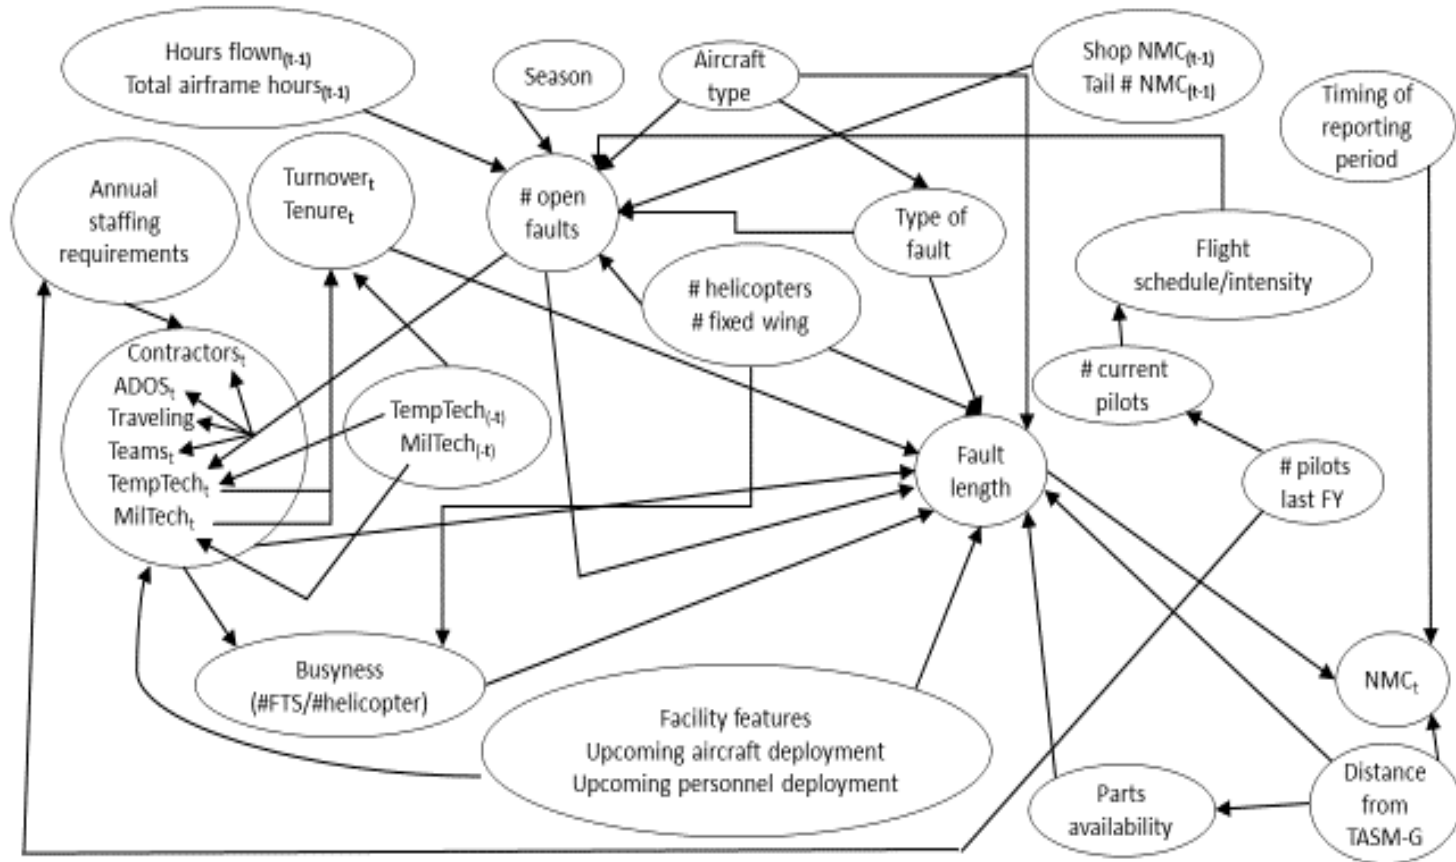 Hours flown(t-1)
Total airframe hours(t-1)
Season
Aircraft
type
Shop NMC(t-1)
Tail # NMC(t-1)
Timing of
reporting
period
Annual
staffing
requirements
Turnovert
Tenuret
# open
faults
Type of
fault
Flight
schedule/intensity
# helicopters
# fixed wing
Contractorst
ADOSt
Traveling
Teamst
TempTecht
MilTecht
TempTech(-t)
MilTech(-t)
# current
pilots
Fault
length
# pilots
last FY
Busyness
(#FTS/#helicopter)
Facility features
Upcoming aircraft deployment
Upcoming personnel deployment
NMCt
Parts
availability
Distance
from
TASM-G